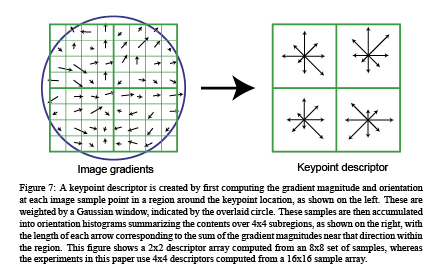 Image gradients
Keypoint descriptor
Figure 7: A keypoint descriptor is created by first computing the gradient magnitude and orientation
at each image sample point in a region around the keypoint location, as shown on the left. These are
weighted by a Gaussian window, indicated by the overlaid circle. These samples are then accumulated
into orientation histograms summarizing the contents over 4x4 subregions, as shown on the right, with
the length of each arrow corresponding to the sum of the gradient magnitudes near that direction within
the region. This figure shows a 2x2 descriptor array computed from an 8x8 set of samples, whereas
the experiments in this paper use 4x4 descriptors computed from a 16x16 sample array.